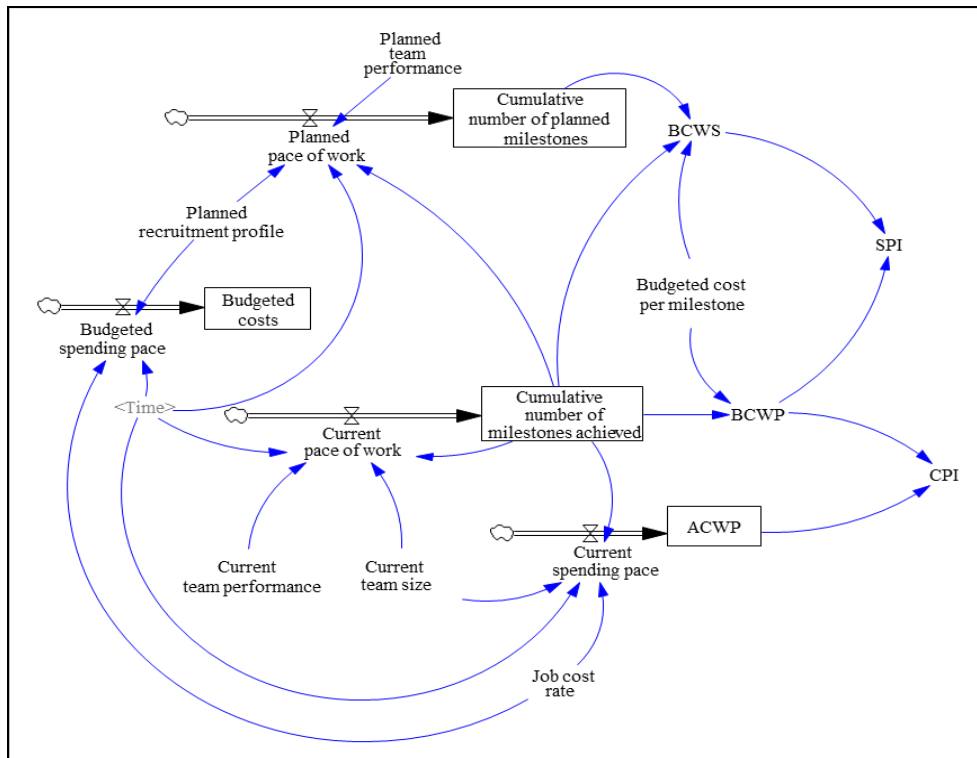 Planned
team
performance
Cumulative
number of planned
milestones
BCWS
Planned
pace of work
Planned
recruitment profile
SPI
Budgeted cost
per milestone
Budgeted
costs
Budgeted
spending pace
<Time>
Cumulative
number of
milestones achieved
BCWP
Current
pace of work
CPI
ACWP
Current
spending pace
Current
team performance
Current
team size
Job cost
rate